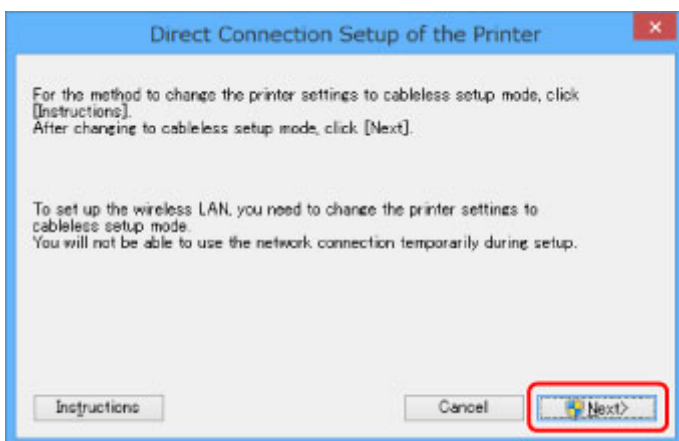 Direct Connection Setup of the Printer
For the method to change the printer settings to cableless setup mode, click
[Instructions].
After changing to cableless setup mode, click [Next].
To set up the wireless LAN, you need to change the printer settings to
cableless setup mode.
You will not be able to use the network connection temporarily during setup.
Instructions
Cancel
Next>